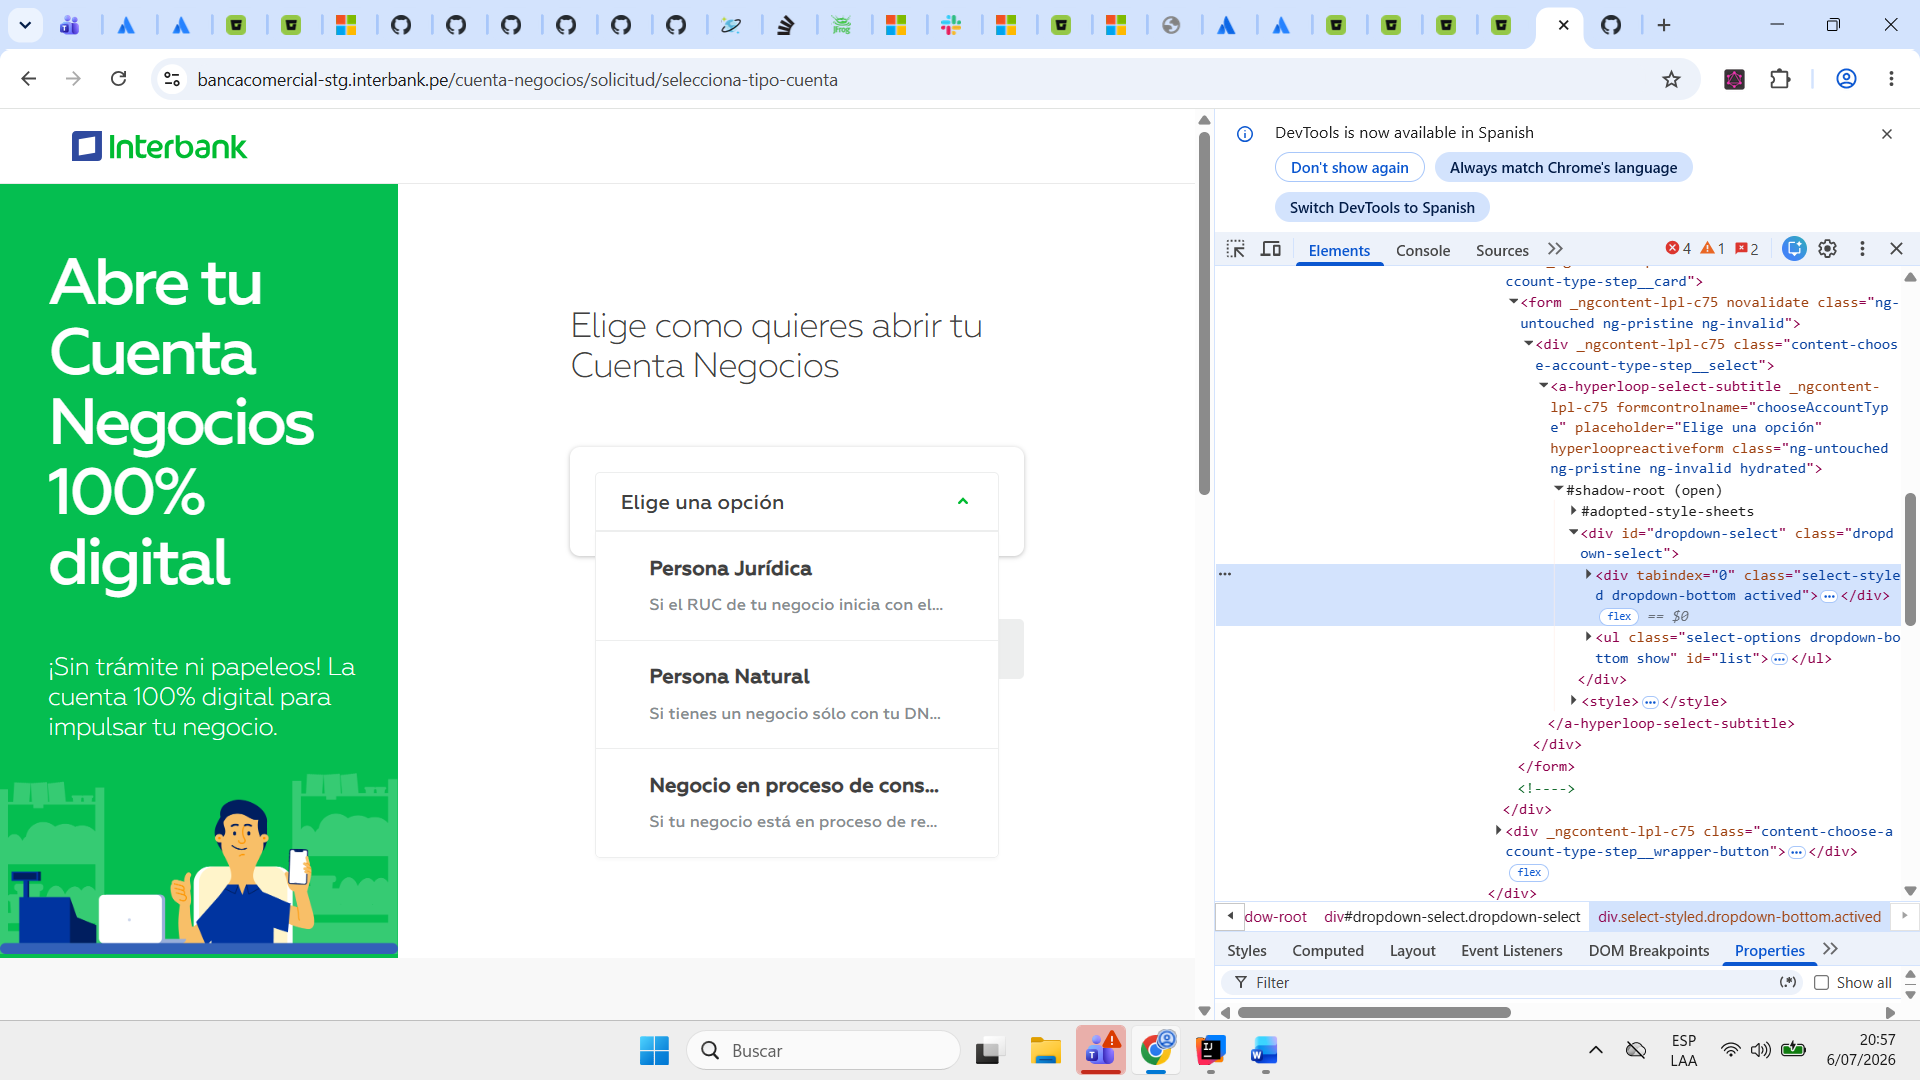 bancacomercial-stg.interbank.pe/cuenta-negocios/solicitud/selecciona-tipo-cuenta
Interbank
Abre tu
Cuenta
Negocios
100%
digital
¡Sin trámite ni papeleos! La
cuenta 100% digital para
impulsar tu negocio.
Elige como quieres abrir tu
Cuenta Negocios
Elige una opción
Persona Jurídica
Si el RUC de tu negocio inicia con el...
Persona Natural
Si tienes un negocio sólo con tu DN...
Negocio en proceso de cons...
Si tu negocio está en proceso de re...
DevTools is now available in Spanish
Don't show again
Always match Chrome's language
Switch DevTools to Spanish
Elements Console Sources 4 1 2
ccount-type-step__card">
<form _ngcontent-lpl-c75 novalidate class="ng-
untouched ng-pristine ng-invalid">
<div _ngcontent-lpl-c75 class="content-choos
e-account-type-step__select">
<a-hyperloop-select-subtitle _ngcontent-
lpl-c75 formcontrolname="chooseAccountTyp
e" placeholder="Elige una opción"
hyperloopreactiveform class="ng-untouched
ng-pristine ng-invalid hydrated">
#shadow-root (open)
#adopted-style-sheets
<div id="dropdown-select" class="dropd
own-select">
<div tabindex="0" class="select-style
d dropdown-bottom actived"> ••• </div>
flex == $0
<ul class="select-options dropdown-bo
ttom show" id="list"> ••• </ul>
</div>
<style> ••• </style>
</a-hyperloop-select-subtitle>
</div>
</form>
<!---->
</div>
<div _ngcontent-lpl-c75 class="content-choose-a
ccount-type-step__wrapper-button"> ••• </div>
flex
</div>
dow-root div#dropdown-select.dropdown-select div.select-styled.dropdown-bottom.actived
Styles Computed Layout Event Listeners DOM Breakpoints Properties
Filter (.*) Show all
Buscar
ESP
LAA
20:57
6/07/2026